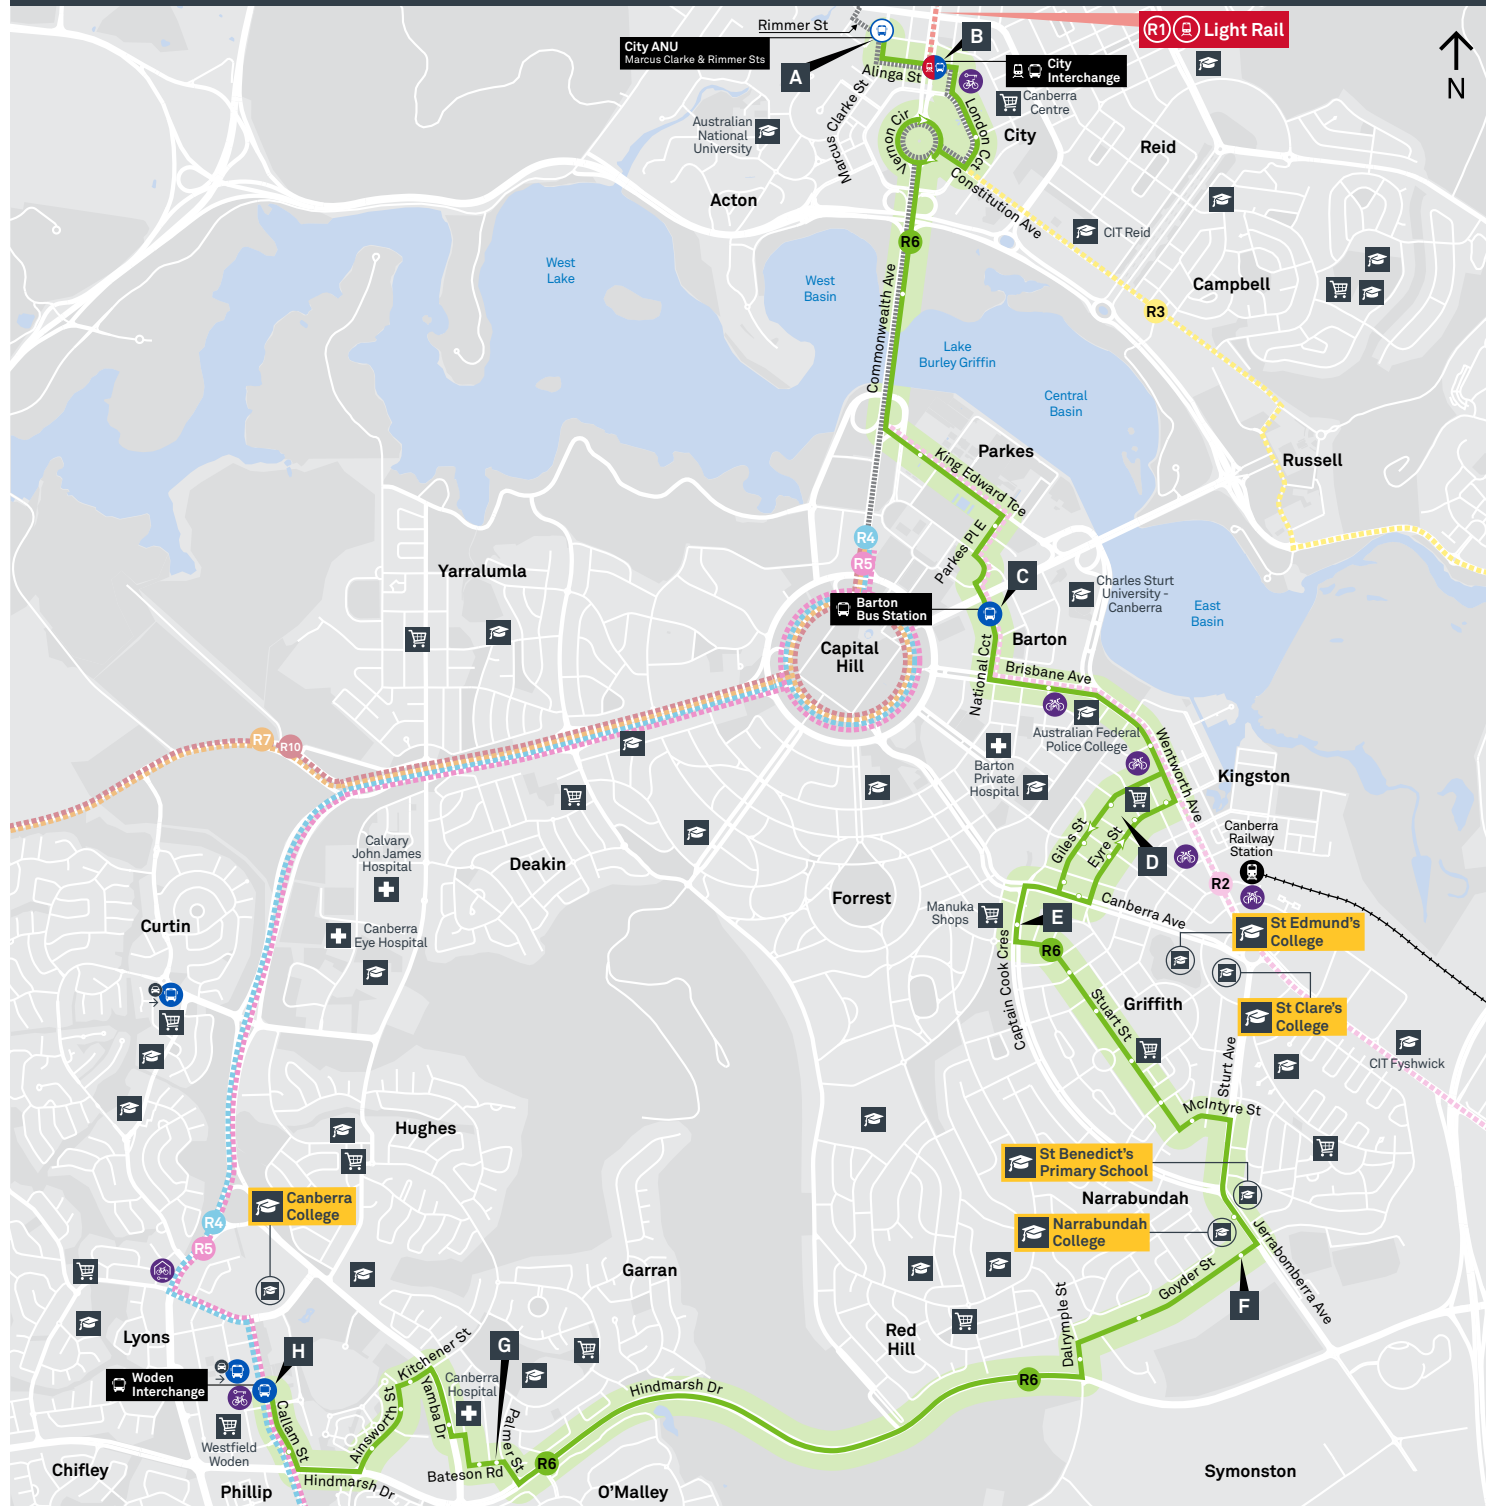 Rimmer St
R1 Light Rail
City ANU
Marcus Clarke & Rimmer Sts
A
B
City
Interchange
N
Alinga St
Canberra
Centre
Marcus Clarke St
Australian
National
University
Vernon Cir
London Cct
City
Reid
Constitution Ave
Acton
CIT Reid
R6
West
Lake
West
Basin
Campbell
R3
Commonwealth Ave
Lake
Burley Griffin
Central
Basin
Parkes
King Edward Tce
Russell
R4
R5
Yarralumla
Parkes Pl E
C
Charles Sturt
University -
Canberra
Barton
Bus Station
East
Basin
Capital
Hill
National Cct
Barton
Brisbane Ave
Australian Federal
Police College
Wentworth Ave
R7
R10
Barton
Private
Hospital
Kingston
Calvary
John James
Hospital
Canberra
Railway
Station
Giles St
Eyre St
D
Deakin
R2
Forrest
Manuka
Shops
E
Canberra Ave
Curtin
Canberra
Eye Hospital
St Edmund's
College
R6
Captain Cook Cres
Stuart St
Griffith
St Clare's
College
Sturt Ave
CIT Fyshwick
McIntyre St
Hughes
St Benedict's
Primary School
Canberra
College
Narrabundah
Narrabundah
College
R4
R5
Jerrabomberra Ave
Garran
Goyder St
F
Dalrymple St
Lyons
Red
Hill
H
G
Kitchener St
Woden
Interchange
Canberra
Hospital
R6
Hindmarsh Dr
Yamba Dr
Ainsworth St
Callam St
Palmer St
Westfield
Woden
R6
Chifley
Bateson Rd
Hindmarsh Dr
Symonston
Phillip
O'Malley